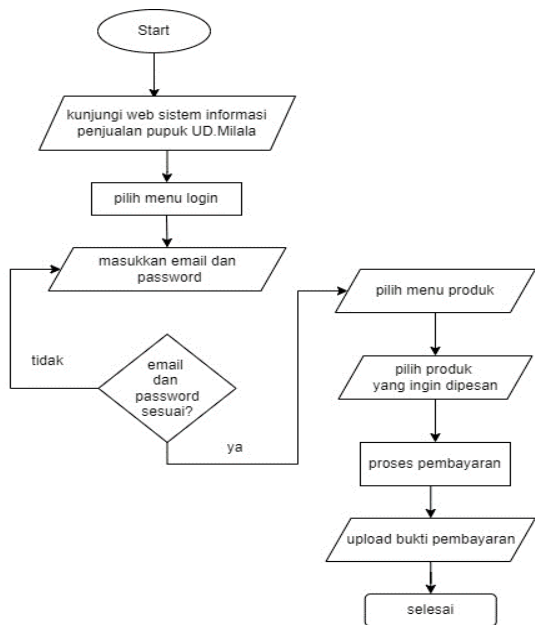 Start
kunjungi web sistem informasi
penjualan pupuk UD.Milala
pilih menu login
masukkan email dan
password
tidak
email
dan
password
sesuai?
ya
pilih menu produk
pilih produk
yang ingin dipesan
proses pembayaran
upload bukti pembayaran
selesai